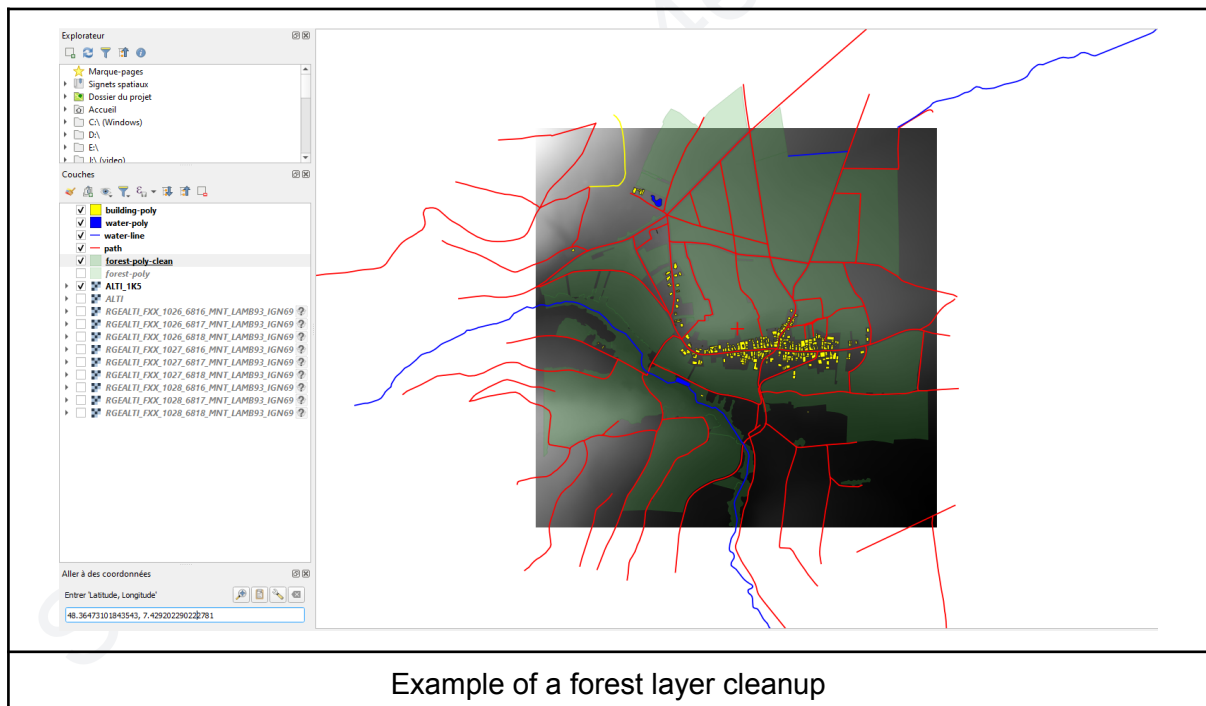 Explorateur
Marque-pages
Signets spatiaux
Dossier du projet
Accueil
C:\ (Windows)
D:\
E:\
I:\ (video)
Couches
building-poly
water-poly
water-line
path
forest-poly-clean
forest-poly
ALTI_1K5
ALTI
RGEALTI_FXX_1026_6816_MNT_LAMB93_IGN69
RGEALTI_FXX_1026_6817_MNT_LAMB93_IGN69
RGEALTI_FXX_1026_6818_MNT_LAMB93_IGN69
RGEALTI_FXX_1027_6816_MNT_LAMB93_IGN69
RGEALTI_FXX_1027_6817_MNT_LAMB93_IGN69
RGEALTI_FXX_1027_6818_MNT_LAMB93_IGN69
RGEALTI_FXX_1028_6816_MNT_LAMB93_IGN69
RGEALTI_FXX_1028_6817_MNT_LAMB93_IGN69
RGEALTI_FXX_1028_6818_MNT_LAMB93_IGN69
Aller à des coordonnées
Entrer 'Latitude, Longitude'
48.36473101843543, 7.429202290222781
Example of a forest layer cleanup